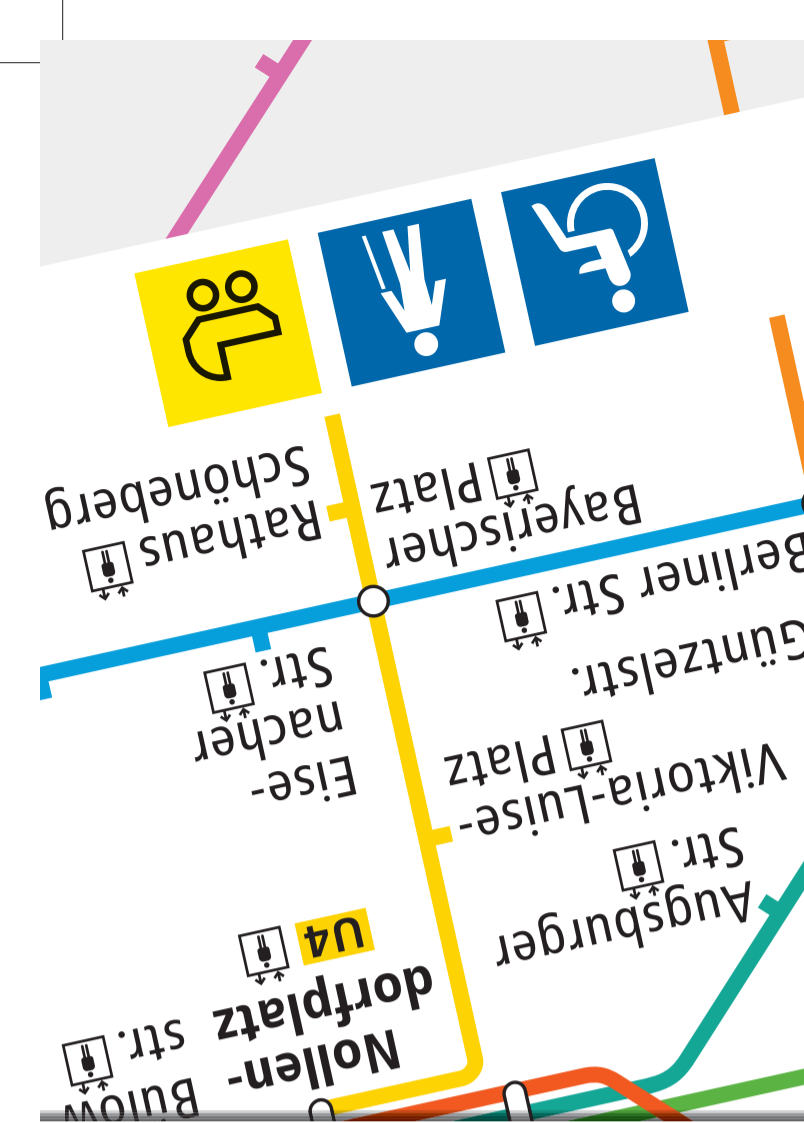 Nollen-
dorfplatz
U4
Bülow
str.
Augsburger
Str.
Viktoria-Luise-
Platz
Eise-
nacher
Str.
Güntzelstr.
Berliner Str.
Bayerischer
Platz
Rathaus
Schöneberg